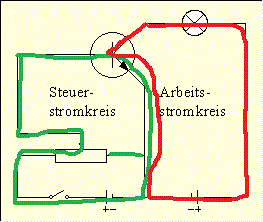 Steuer-
stromkreis
Arbeits-
stromkreis
+-
-+